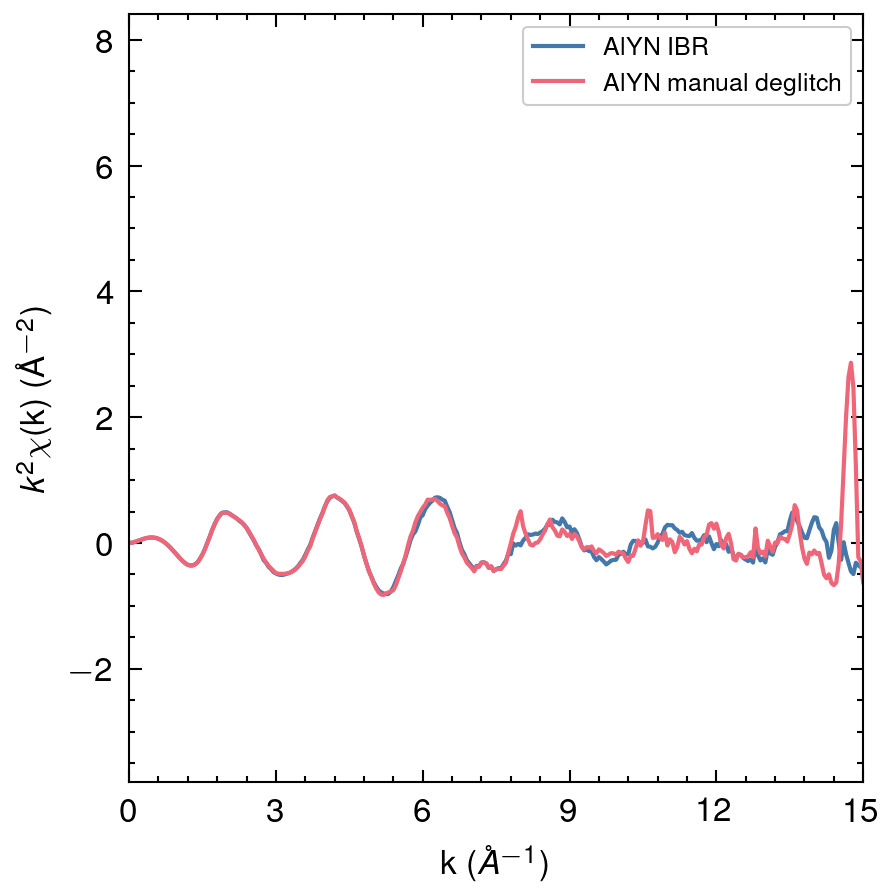 AlYN IBR
AlYN manual deglitch
8
6
4
2
0
−2
k²χ(k) (Å⁻²)
0 3 6 9 12 15
k (Å⁻¹)